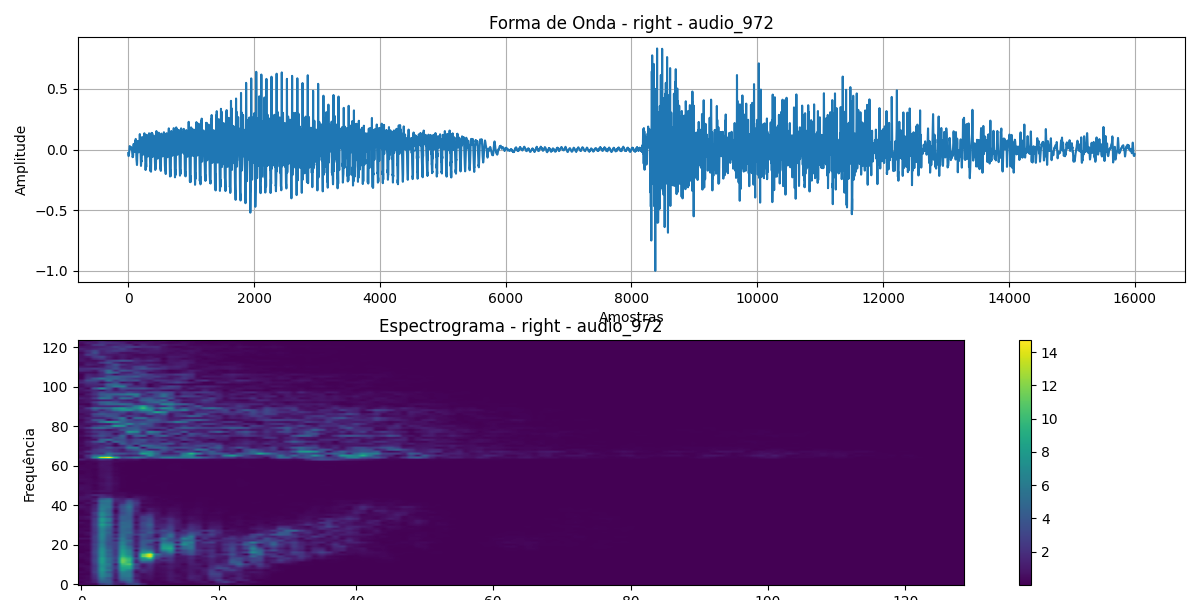 Forma de Onda - right - audio_972
Amplitude
0.5
0.0
−0.5
−1.0
0 2000 4000 6000 8000 10000 12000 14000 16000
Amostras
Espectrograma - right - audio_972
Frequência
120
100
80
60
40
20
0
0 20 40 60 80 100 120
14
12
10
8
6
4
2